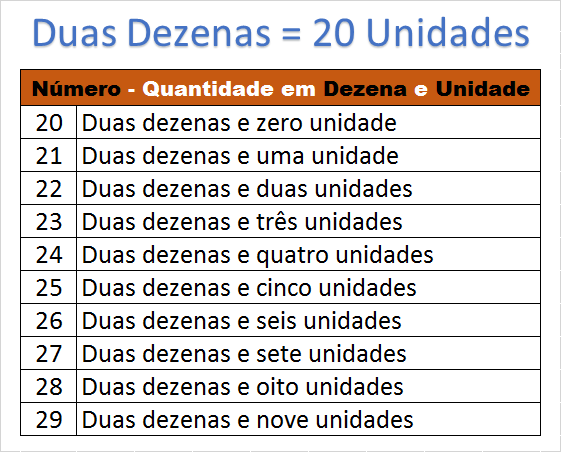 Duas Dezenas = 20 Unidades
Número - Quantidade em Dezena e Unidade
20 Duas dezenas e zero unidade
21 Duas dezenas e uma unidade
22 Duas dezenas e duas unidades
23 Duas dezenas e três unidades
24 Duas dezenas e quatro unidades
25 Duas dezenas e cinco unidades
26 Duas dezenas e seis unidades
27 Duas dezenas e sete unidades
28 Duas dezenas e oito unidades
29 Duas dezenas e nove unidades